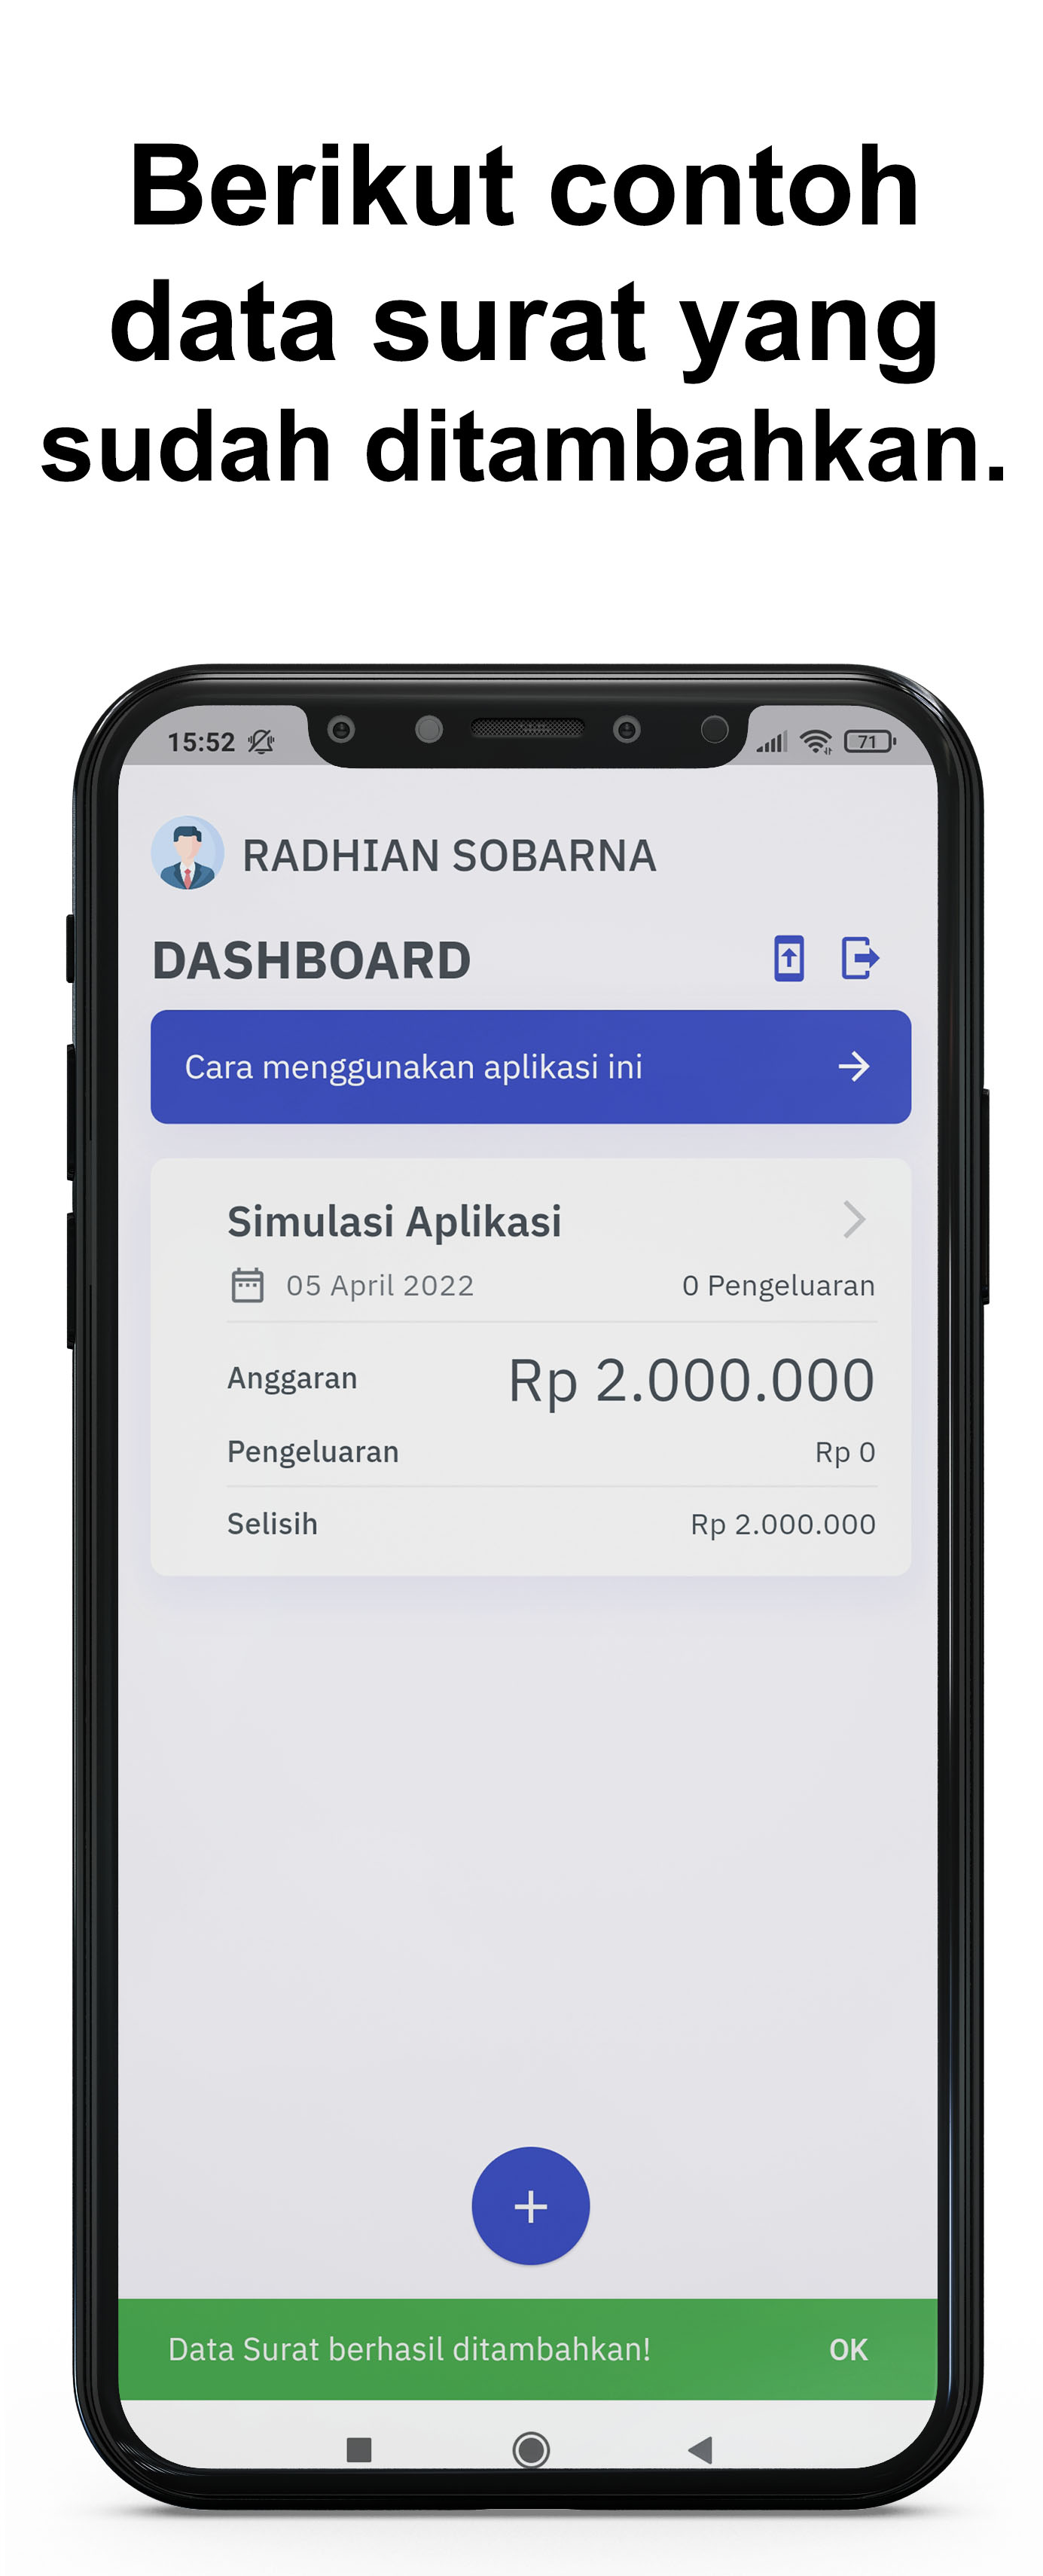 Berikut contoh
data surat yang
sudah ditambahkan.
15:52
71
RADHIAN SOBARNA
DASHBOARD
Cara menggunakan aplikasi ini
Simulasi Aplikasi
05 April 2022 0 Pengeluaran
Anggaran Rp 2.000.000
Pengeluaran Rp 0
Selisih Rp 2.000.000
Data Surat berhasil ditambahkan! OK